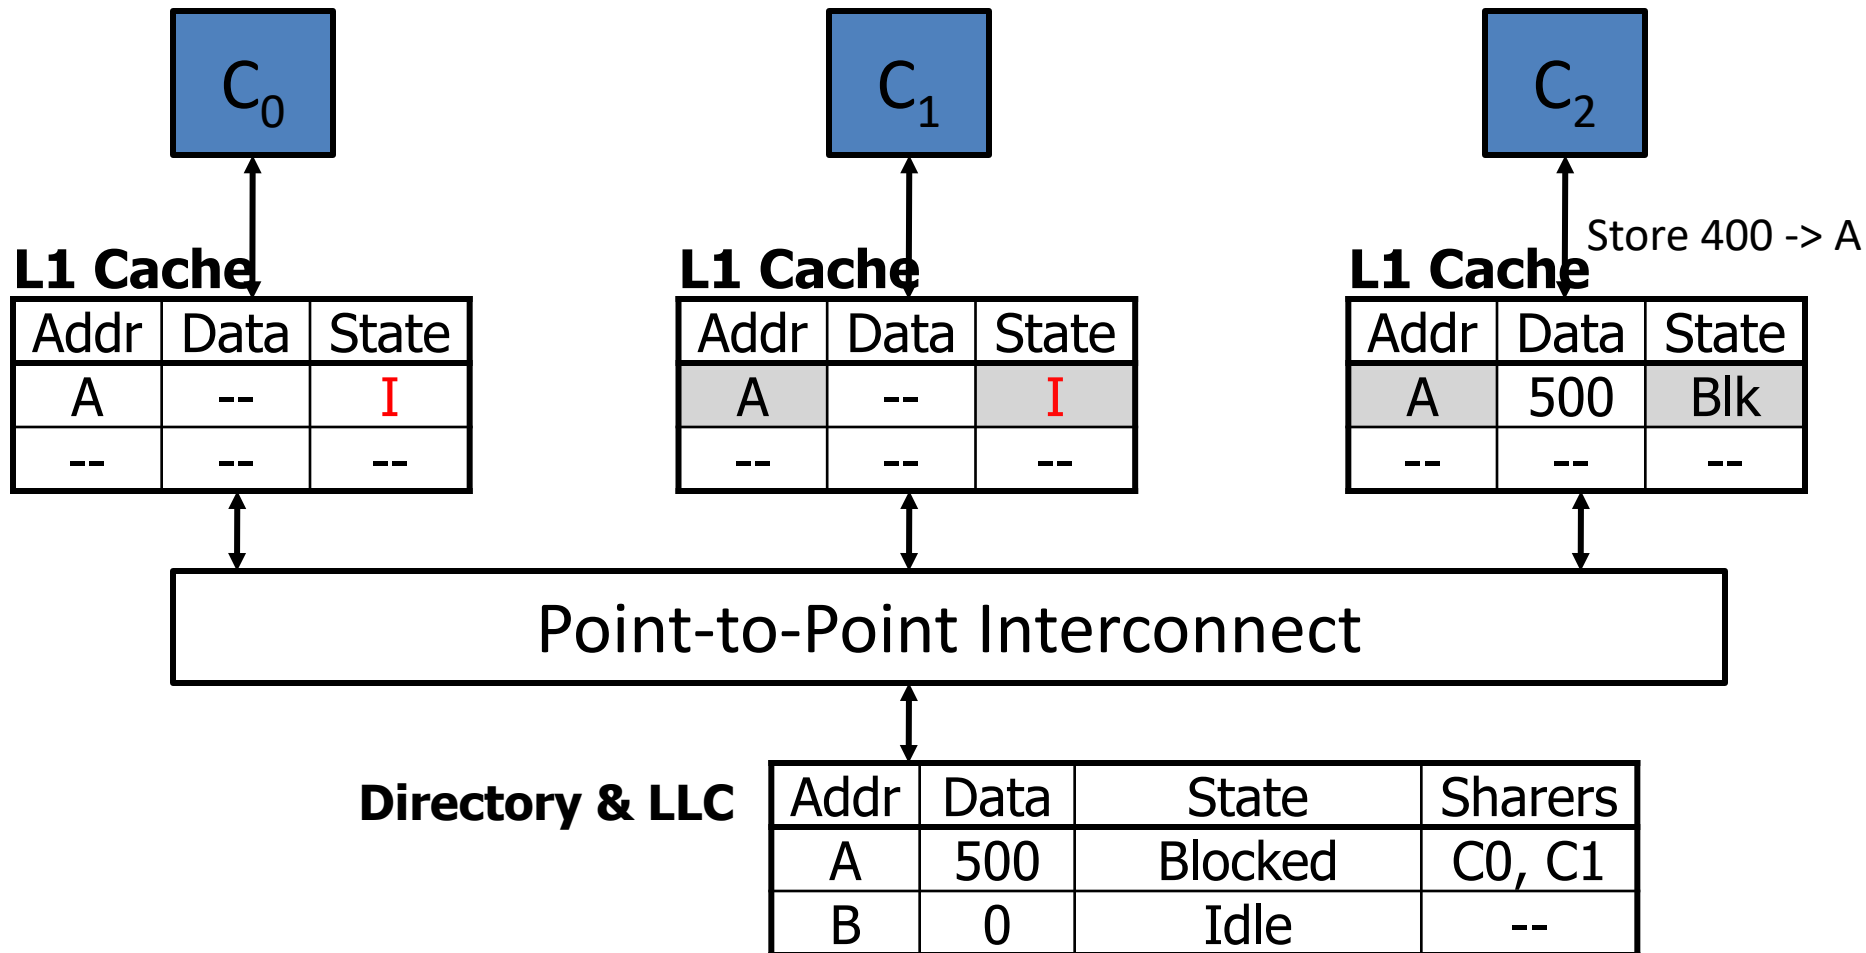 C0 C1 C2
Store 400 -> A
L1 Cache L1 Cache L1 Cache
Addr Data State Addr Data State Addr Data State
A -- I A -- I A 500 Blk
-- -- -- -- -- -- -- -- --
Point-to-Point Interconnect
Directory & LLC Addr Data State Sharers
A 500 Blocked C0, C1
B 0 Idle --